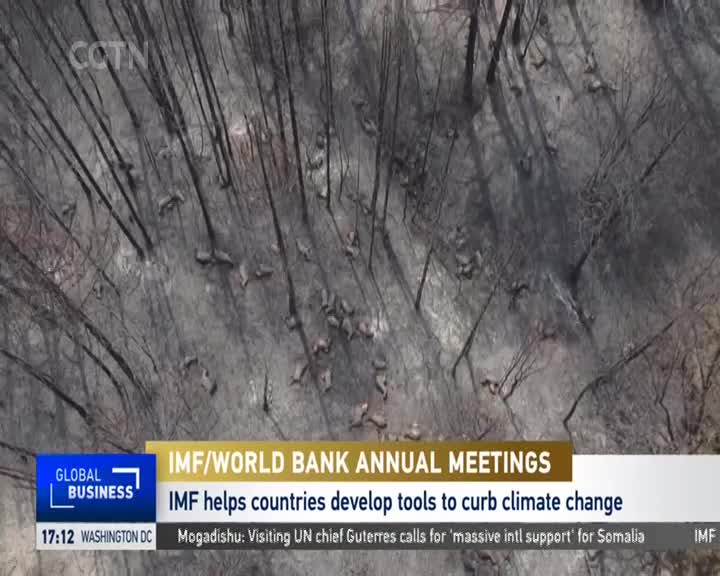 CGTN
IMF/WORLD BANK ANNUAL MEETINGS
GLOBAL
BUSINESS
IMF helps countries develop tools to curb climate change
17:12 WASHINGTON DC
Mogadishu: Visiting UN chief Guterres calls for 'massive intl support' for Somalia
IMF